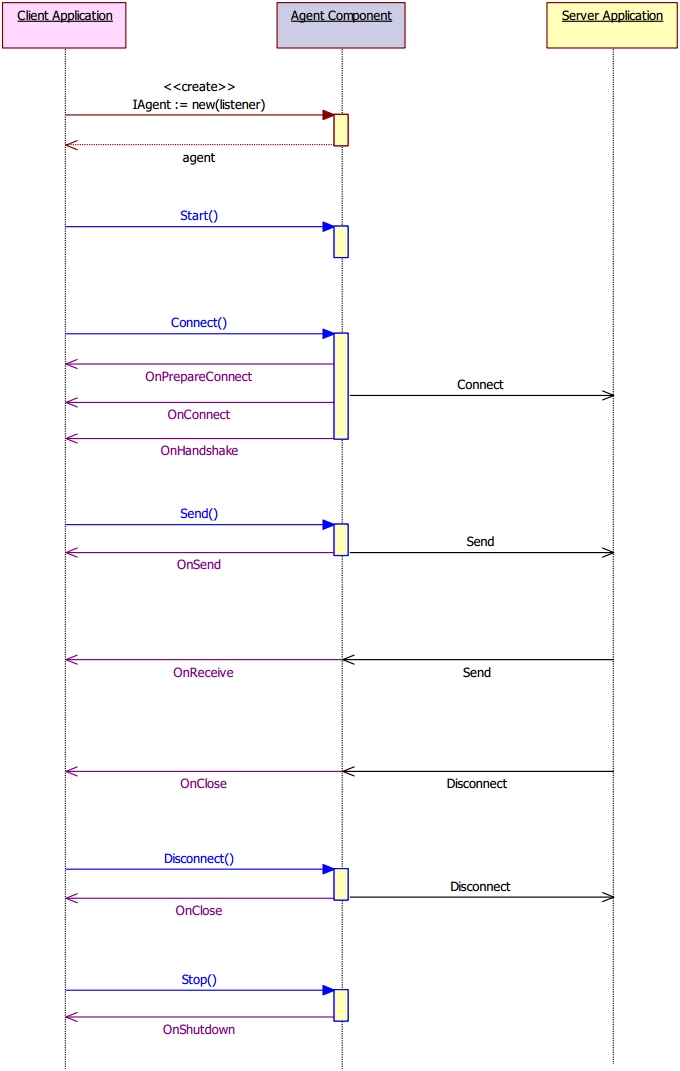 Client Application
Agent Component
Server Application
<<create>>
IAgent := new(listener)
agent
Start()
Connect()
OnPrepareConnect
Connect
OnConnect
OnHandshake
Send()
Send
OnSend
OnReceive
Send
OnClose
Disconnect
Disconnect()
Disconnect
OnClose
Stop()
OnShutdown